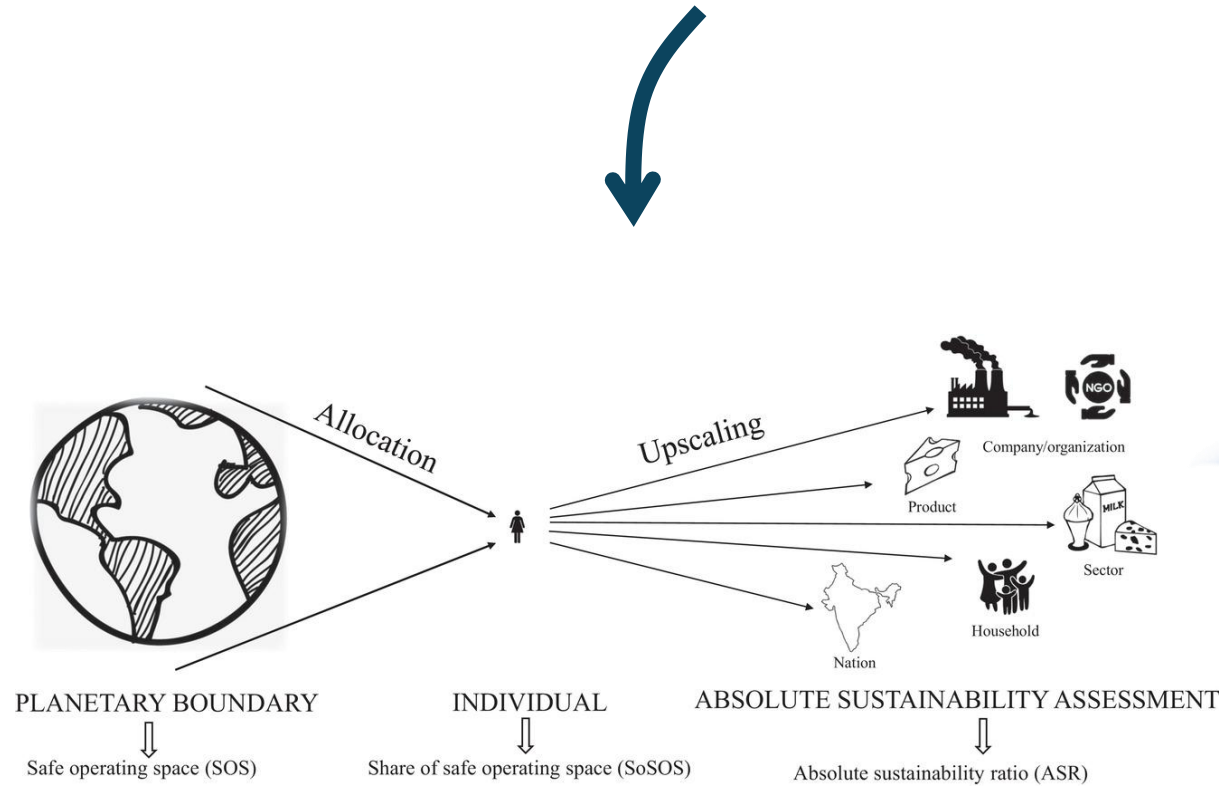 Allocation
Upscaling
NGO
Company/organization
Product
MILK
Sector
Household
Nation
PLANETARY BOUNDARY
INDIVIDUAL
ABSOLUTE SUSTAINABILITY ASSESSMENT
Safe operating space (SOS)
Share of safe operating space (SoSOS)
Absolute sustainability ratio (ASR)